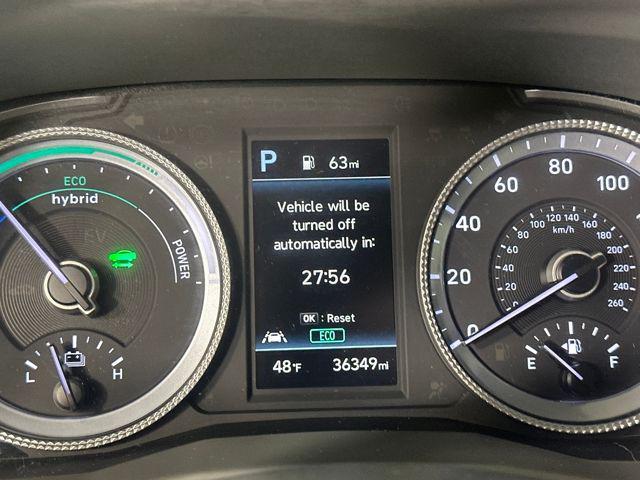 ECO
hybrid
EV
POWER
L
H
P
63mi
Vehicle will be
turned off
automatically in:
27:56
OK : Reset
ECO
48°F
36349mi
0
20
40
60
80
100
0
20
40
60
80
100
120
140
160
180
200
220
240
260
km/h
E
F